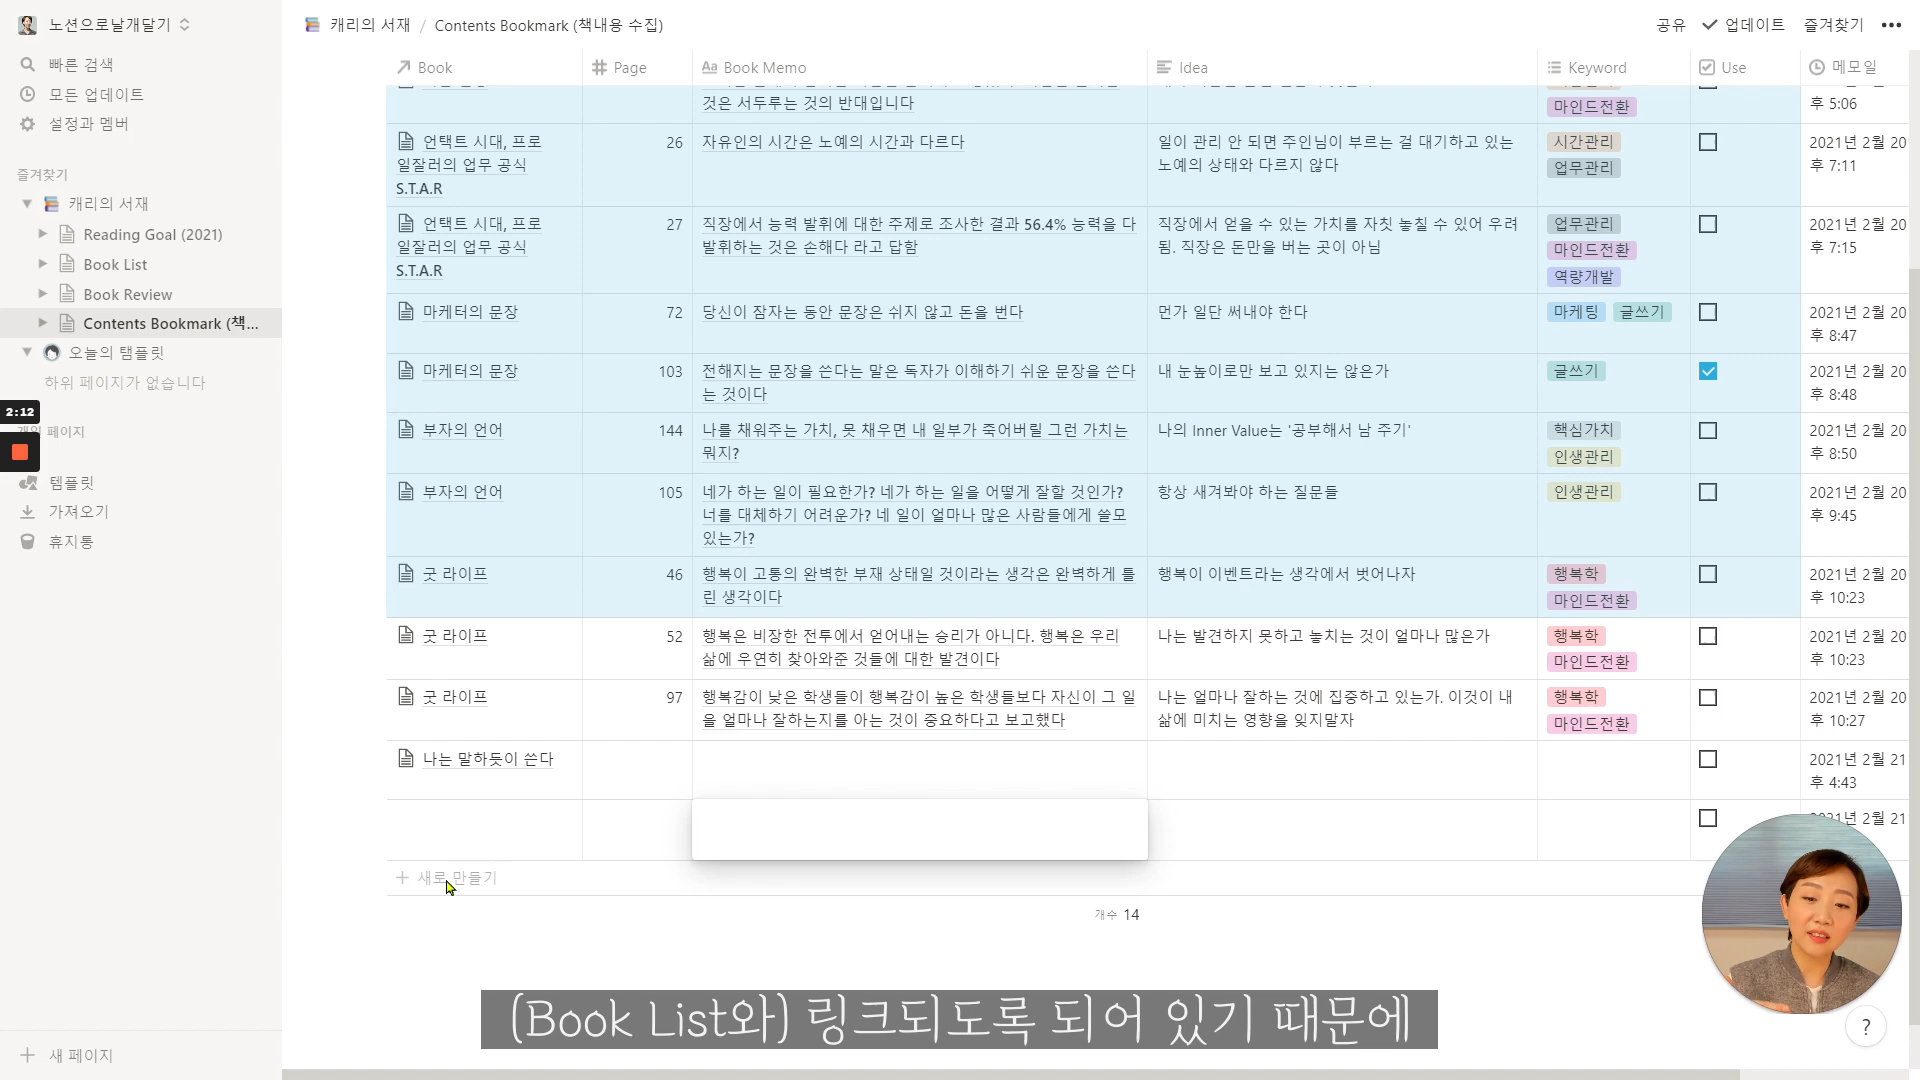 노션으로날개달기
빠른 검색
모든 업데이트
설정과 멤버
즐겨찾기
캐리의 서재
Reading Goal (2021)
Book List
Book Review
Contents Bookmark (책...
오늘의 탬플릿
하위 페이지가 없습니다
2:12
페이지
템플릿
가져오기
휴지통
새 페이지
캐리의 서재 / Contents Bookmark (책내용 수집)
공유 업데이트 즐겨찾기
Book Page Book Memo Idea Keyword Use 메모일
것은 서두루는 것의 반대입니다
마인드전환
후 5:06
언택트 시대, 프로
일잘러의 업무 공식
S.T.A.R
26
자유인의 시간은 노예의 시간과 다르다
일이 관리 안 되면 주인님이 부르는 걸 대기하고 있는
노예의 상태와 다르지 않다
시간관리
업무관리
2021년 2월 20
후 7:11
언택트 시대, 프로
일잘러의 업무 공식
S.T.A.R
27
직장에서 능력 발휘에 대한 주제로 조사한 결과 56.4% 능력을 다
발휘하는 것은 손해다 라고 답함
직장에서 얻을 수 있는 가치를 자칫 놓칠 수 있어 우려
됨. 직장은 돈만을 버는 곳이 아님
업무관리
마인드전환
역량개발
2021년 2월 20
후 7:15
마케터의 문장
72
당신이 잠자는 동안 문장은 쉬지 않고 돈을 번다
먼가 일단 써내야 한다
마케팅 글쓰기
2021년 2월 20
후 8:47
마케터의 문장
103
전해지는 문장을 쓴다는 말은 독자가 이해하기 쉬운 문장을 쓴다
는 것이다
내 눈높이로만 보고 있지는 않은가
글쓰기
2021년 2월 20
후 8:48
부자의 언어
144
나를 채워주는 가치, 못 채우면 내 일부가 죽어버릴 그런 가치는
뭐지?
나의 Inner Value는 '공부해서 남 주기'
핵심가치
인생관리
2021년 2월 20
후 8:50
부자의 언어
105
네가 하는 일이 필요한가? 네가 하는 일을 어떻게 잘할 것인가?
너를 대체하기 어려운가? 네 일이 얼마나 많은 사람들에게 쓸모
있는가?
항상 새겨봐야 하는 질문들
인생관리
2021년 2월 20
후 9:45
굿 라이프
46
행복이 고통의 완벽한 부재 상태일 것이라는 생각은 완벽하게 틀
린 생각이다
행복이 이벤트라는 생각에서 벗어나자
행복학
마인드전환
2021년 2월 20
후 10:23
굿 라이프
52
행복은 비장한 전투에서 얻어내는 승리가 아니다. 행복은 우리
삶에 우연히 찾아와준 것들에 대한 발견이다
나는 발견하지 못하고 놓치는 것이 얼마나 많은가
행복학
마인드전환
2021년 2월 20
후 10:23
굿 라이프
97
행복감이 낮은 학생들이 행복감이 높은 학생들보다 자신이 그 일
을 얼마나 잘하는지를 아는 것이 중요하다고 보고했다
나는 얼마나 잘하는 것에 집중하고 있는가. 이것이 내
삶에 미치는 영향을 잊지말자
행복학
마인드전환
2021년 2월 20
후 10:27
나는 말하듯이 쓴다
2021년 2월 21
후 4:43
2월 21
새로 만들기
개수 14
(Book List와) 링크되도록 되어 있기 때문에
?